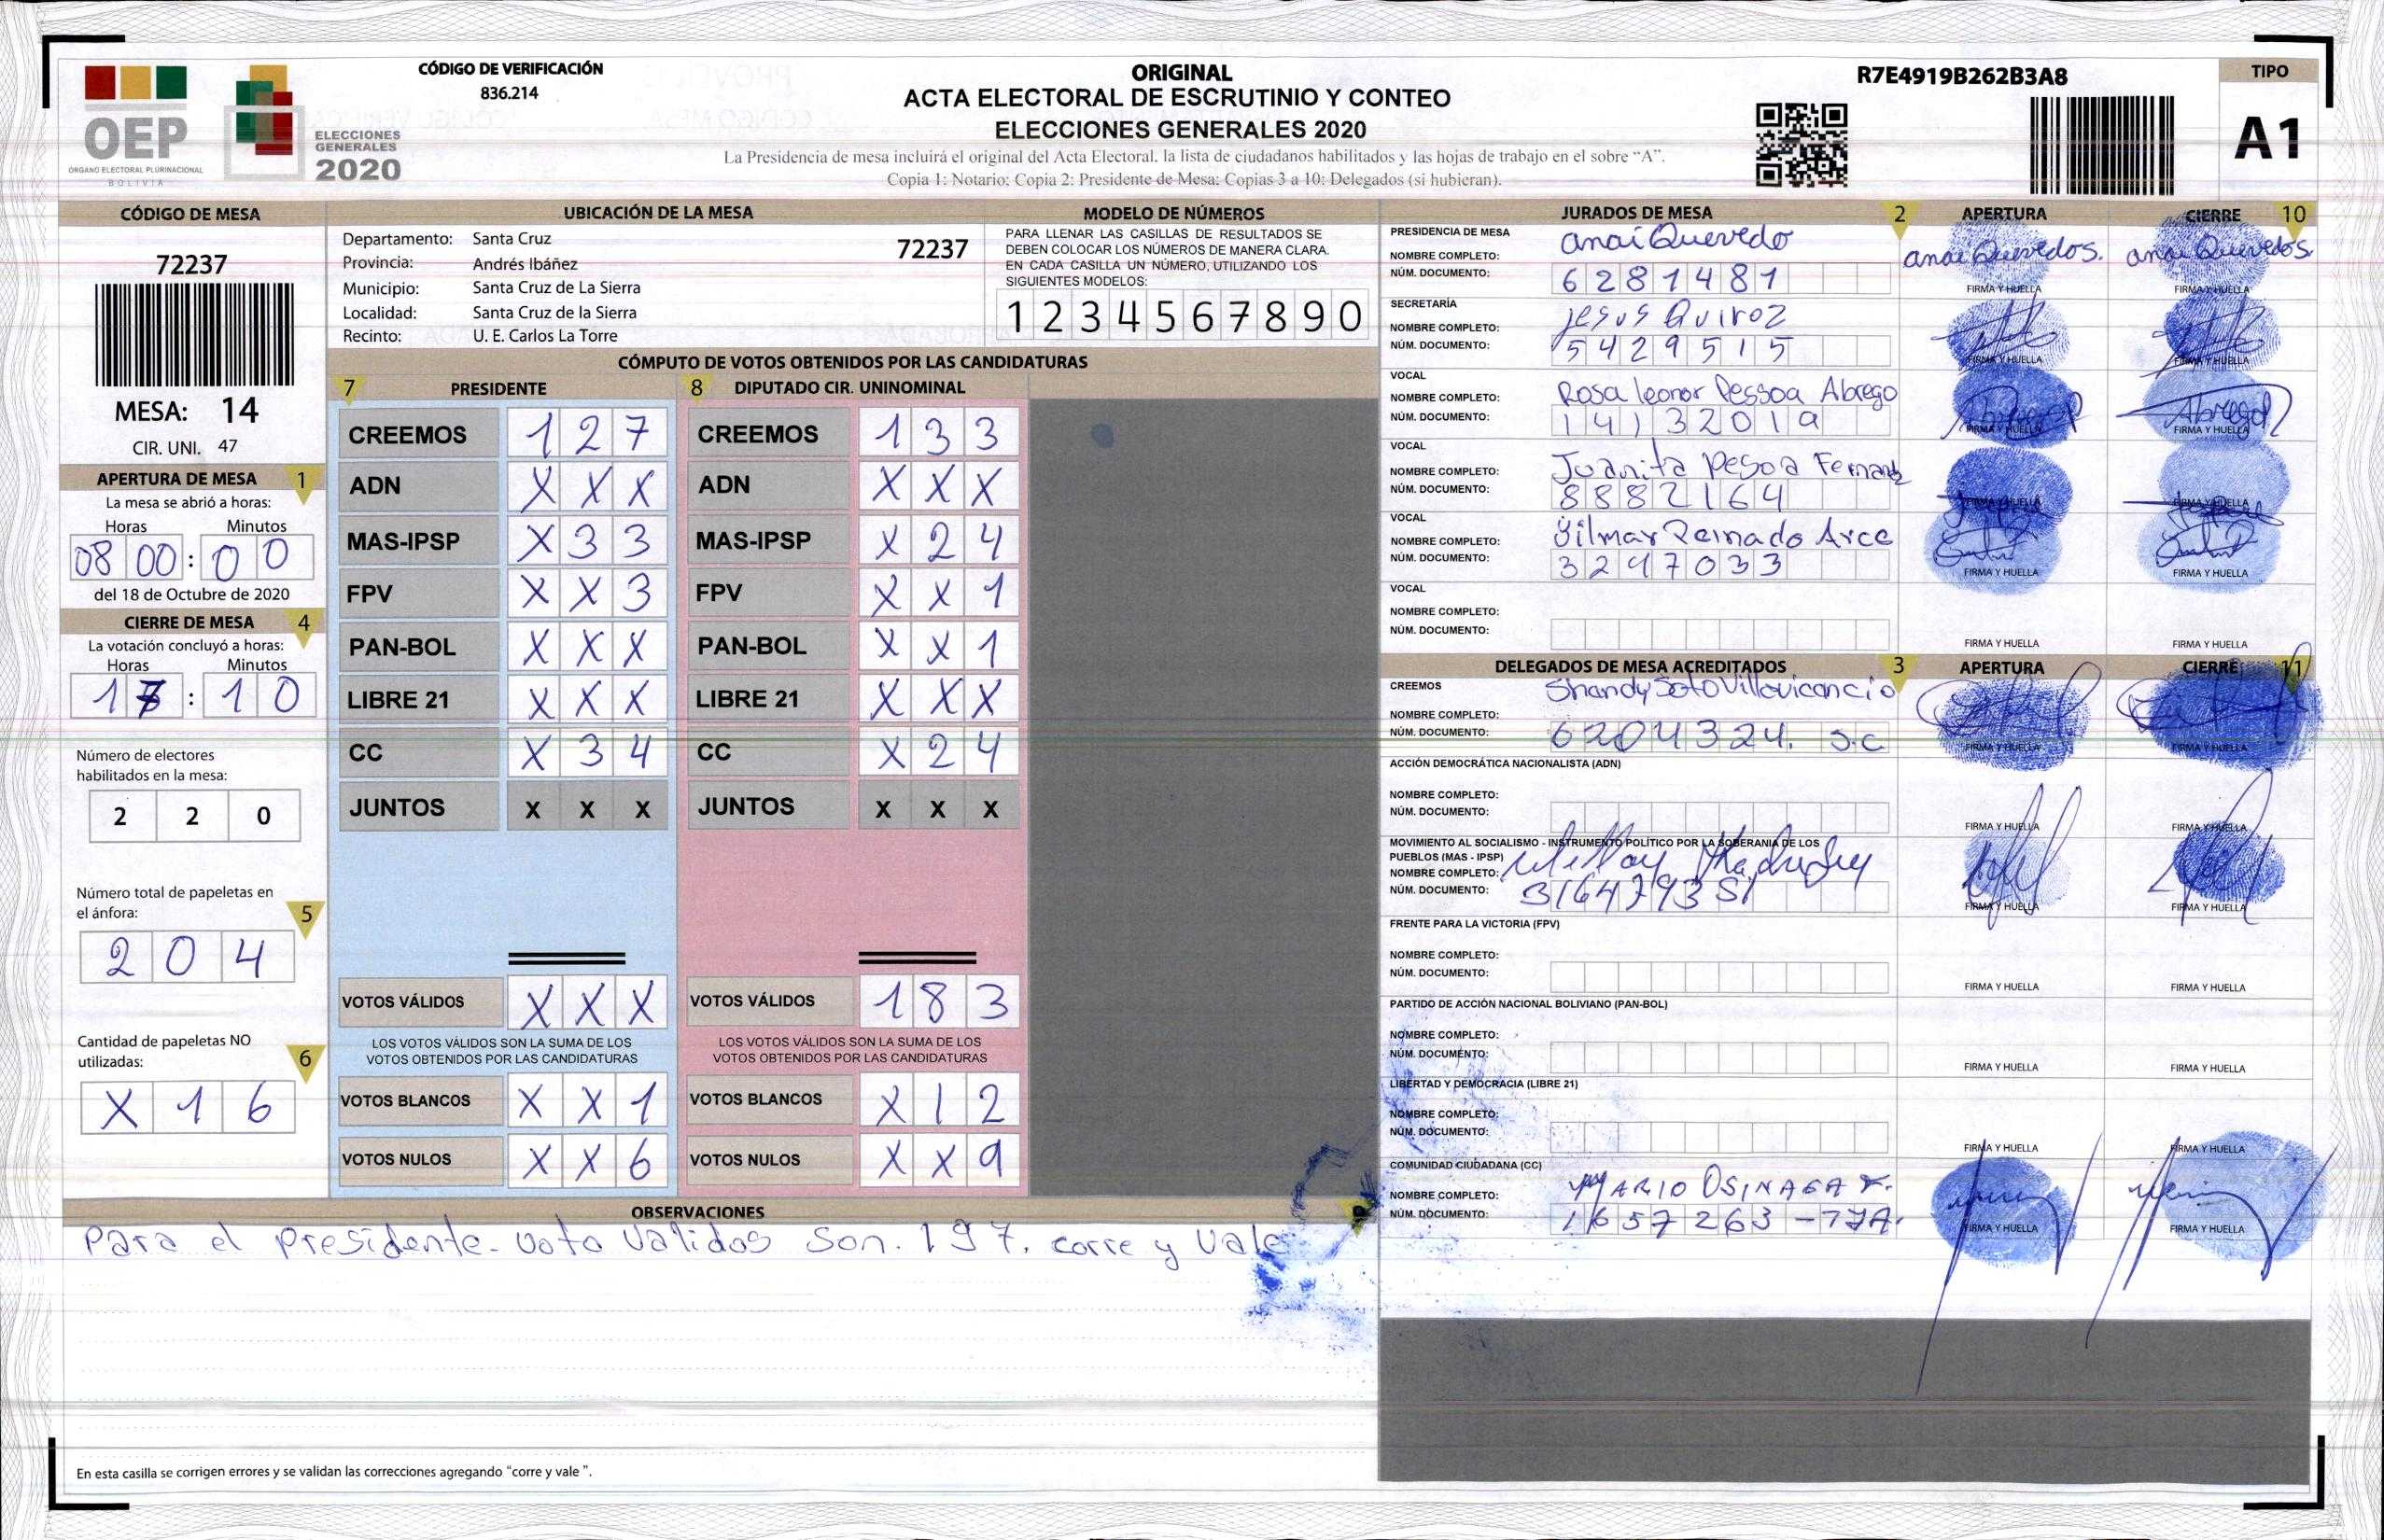 CÓDIGO DE VERIFICACIÓN
836.214
OEP
ÓRGANO ELECTORAL PLURINACIONAL
BOLIVIA
ELECCIONES
GENERALES
2020
ORIGINAL
ACTA ELECTORAL DE ESCRUTINIO Y CONTEO
ELECCIONES GENERALES 2020
La Presidencia de mesa incluirá el original del Acta Electoral, la lista de ciudadanos habilitados y las hojas de trabajo en el sobre "A".
Copia 1: Notario; Copia 2: Presidente de Mesa; Copias 3 a 10: Delegados (si hubieran).
R7E4919B262B3A8
TIPO
A1
CÓDIGO DE MESA
72237
MESA: 14
CIR. UNI. 47
APERTURA DE MESA 1
La mesa se abrió a horas:
Horas Minutos
08 00 : 00
del 18 de Octubre de 2020
CIERRE DE MESA 4
La votación concluyó a horas:
Horas Minutos
17 : 10
Número de electores
habilitados en la mesa:
2 2 0
Número total de papeletas en
el ánfora: 5
2 0 4
Cantidad de papeletas NO
utilizadas: 6
X 1 6
UBICACIÓN DE LA MESA
Departamento: Santa Cruz 72237
Provincia: Andrés Ibáñez
Municipio: Santa Cruz de La Sierra
Localidad: Santa Cruz de la Sierra
Recinto: U. E. Carlos La Torre
MODELO DE NÚMEROS
PARA LLENAR LAS CASILLAS DE RESULTADOS SE
DEBEN COLOCAR LOS NÚMEROS DE MANERA CLARA.
EN CADA CASILLA UN NÚMERO, UTILIZANDO LOS
SIGUIENTES MODELOS:
1 2 3 4 5 6 7 8 9 0
CÓMPUTO DE VOTOS OBTENIDOS POR LAS CANDIDATURAS
7 PRESIDENTE 8 DIPUTADO CIR. UNINOMINAL
CREEMOS 1 2 7 CREEMOS 1 3 3
ADN X X X ADN X X X
MAS-IPSP X 3 3 MAS-IPSP X 2 4
FPV X X 3 FPV X X 1
PAN-BOL X X X PAN-BOL X X 1
LIBRE 21 X X X LIBRE 21 X X X
CC X 3 4 CC X 2 4
JUNTOS X X X JUNTOS X X X
VOTOS VÁLIDOS X X X VOTOS VÁLIDOS 1 8 3
LOS VOTOS VÁLIDOS SON LA SUMA DE LOS LOS VOTOS VÁLIDOS SON LA SUMA DE LOS
VOTOS OBTENIDOS POR LAS CANDIDATURAS VOTOS OBTENIDOS POR LAS CANDIDATURAS
VOTOS BLANCOS X X 1 VOTOS BLANCOS X 1 2
VOTOS NULOS X X 6 VOTOS NULOS X X 9
OBSERVACIONES 9
Para el Presidente. voto validos son. 197. corre y vale
En esta casilla se corrigen errores y se validan las correcciones agregando "corre y vale ".
JURADOS DE MESA 2 APERTURA CIERRE 10
PRESIDENCIA DE MESA
NOMBRE COMPLETO: anai Quevedo anai Quevedos. anai Quevedos.
NÚM. DOCUMENTO: 6281481 FIRMA Y HUELLA FIRMA Y HUELLA
SECRETARÍA
NOMBRE COMPLETO: Jesus Quiroz
NÚM. DOCUMENTO: 5429515 FIRMA Y HUELLA FIRMA Y HUELLA
VOCAL
NOMBRE COMPLETO: Rosa leonor Pessoa Abrego
NÚM. DOCUMENTO: FIRMA Y HUELLA FIRMA Y HUELLA
VOCAL
NOMBRE COMPLETO: Juanita Pesoa
NÚM. DOCUMENTO: 8882164 FIRMA Y HUELLA FIRMA Y HUELLA
VOCAL
NOMBRE COMPLETO: Arce
NÚM. DOCUMENTO: FIRMA Y HUELLA FIRMA Y HUELLA
VOCAL
NOMBRE COMPLETO:
NÚM. DOCUMENTO: FIRMA Y HUELLA FIRMA Y HUELLA
DELEGADOS DE MESA ACREDITADOS 3 APERTURA CIERRE 11
CREEMOS
NOMBRE COMPLETO: Shandy Soto Villavicancio
NÚM. DOCUMENTO: 6204324. S.C FIRMA Y HUELLA FIRMA Y HUELLA
ACCIÓN DEMOCRÁTICA NACIONALISTA (ADN)
NOMBRE COMPLETO:
NÚM. DOCUMENTO: FIRMA Y HUELLA FIRMA Y HUELLA
MOVIMIENTO AL SOCIALISMO - INSTRUMENTO POLÍTICO POR LA SOBERANIA DE LOS
PUEBLOS (MAS - IPSP)
NOMBRE COMPLETO:
NÚM. DOCUMENTO: FIRMA Y HUELLA FIRMA Y HUELLA
FRENTE PARA LA VICTORIA (FPV)
NOMBRE COMPLETO:
NÚM. DOCUMENTO: FIRMA Y HUELLA FIRMA Y HUELLA
PARTIDO DE ACCIÓN NACIONAL BOLIVIANO (PAN-BOL)
NOMBRE COMPLETO:
NÚM. DOCUMENTO: FIRMA Y HUELLA FIRMA Y HUELLA
LIBERTAD Y DEMOCRACIA (LIBRE 21)
NOMBRE COMPLETO:
NÚM. DOCUMENTO: FIRMA Y HUELLA FIRMA Y HUELLA
COMUNIDAD CIUDADANA (CC)
NOMBRE COMPLETO: MARIO OSINAGA
NÚM. DOCUMENTO: FIRMA Y HUELLA FIRMA Y HUELLA